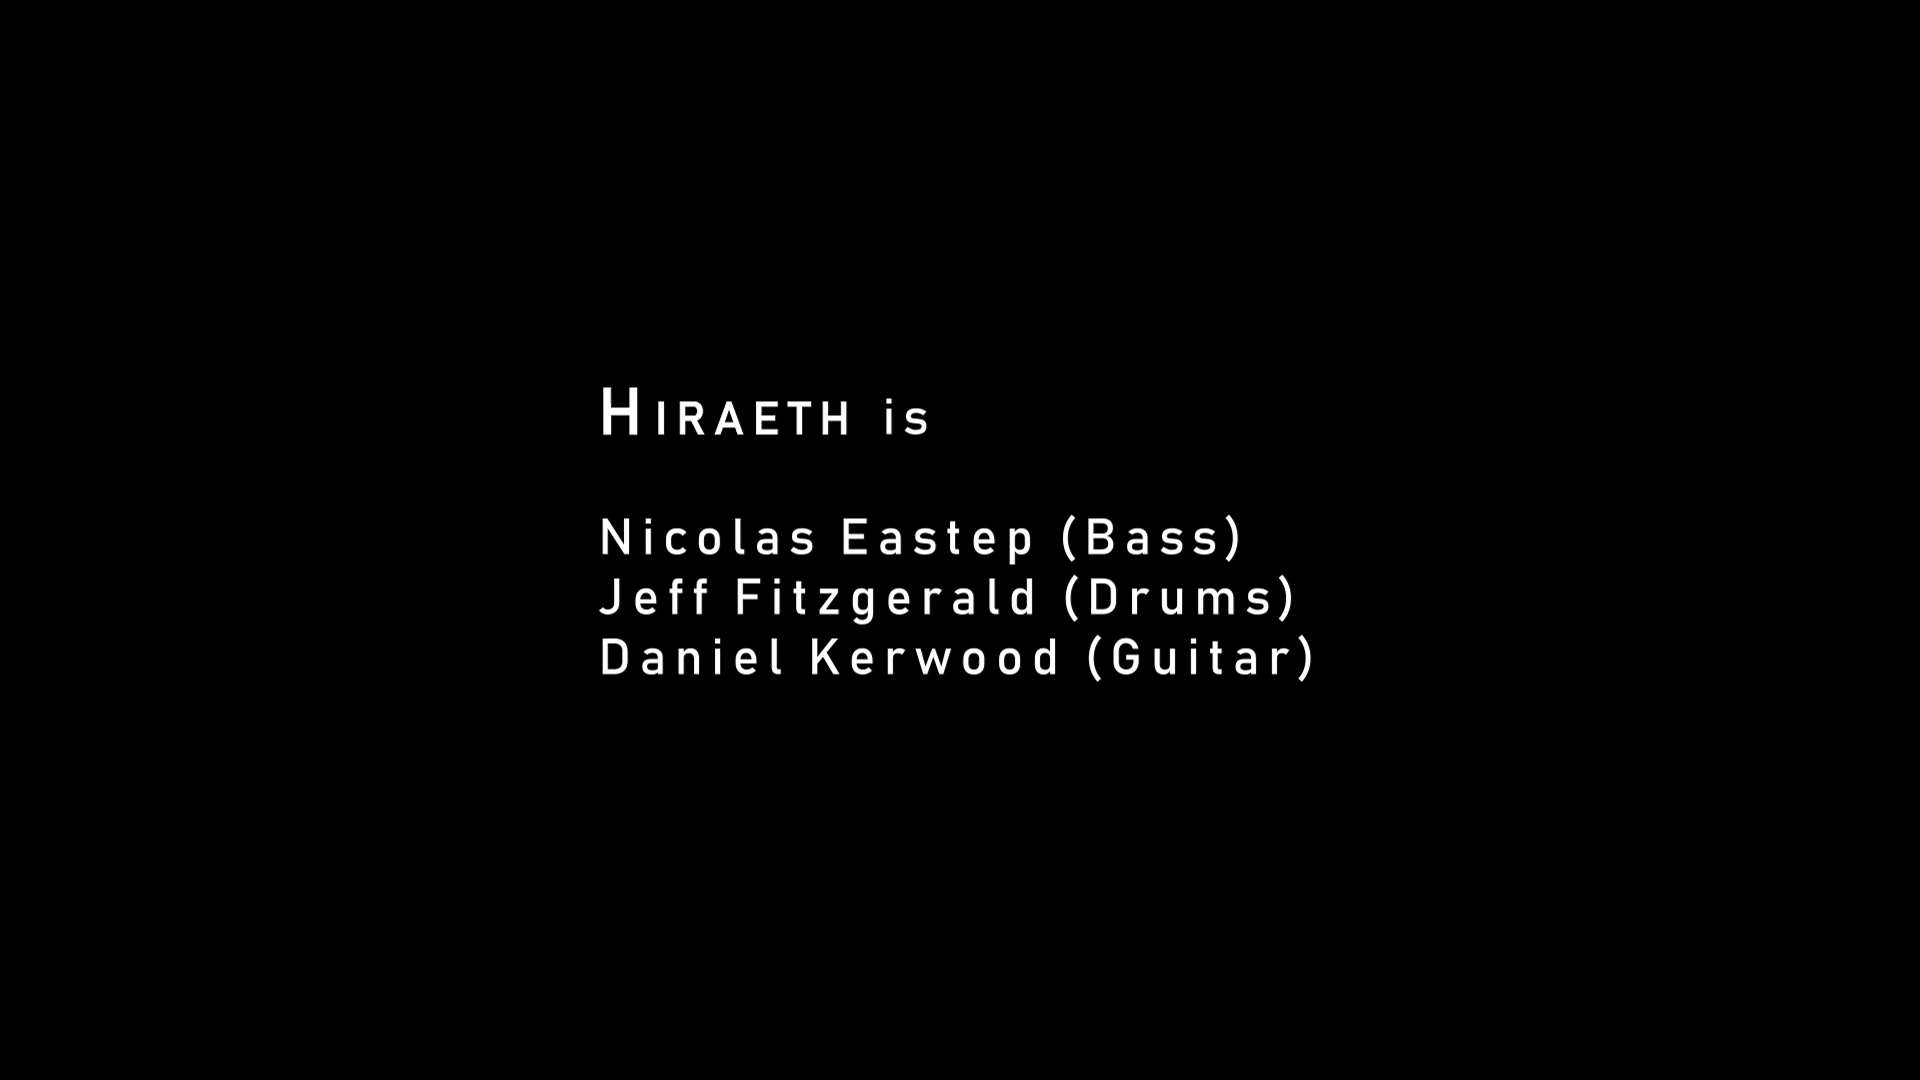 HIRAETH is
Nicolas Eastep (Bass)
Jeff Fitzgerald (Drums)
Daniel Kerwood (Guitar)